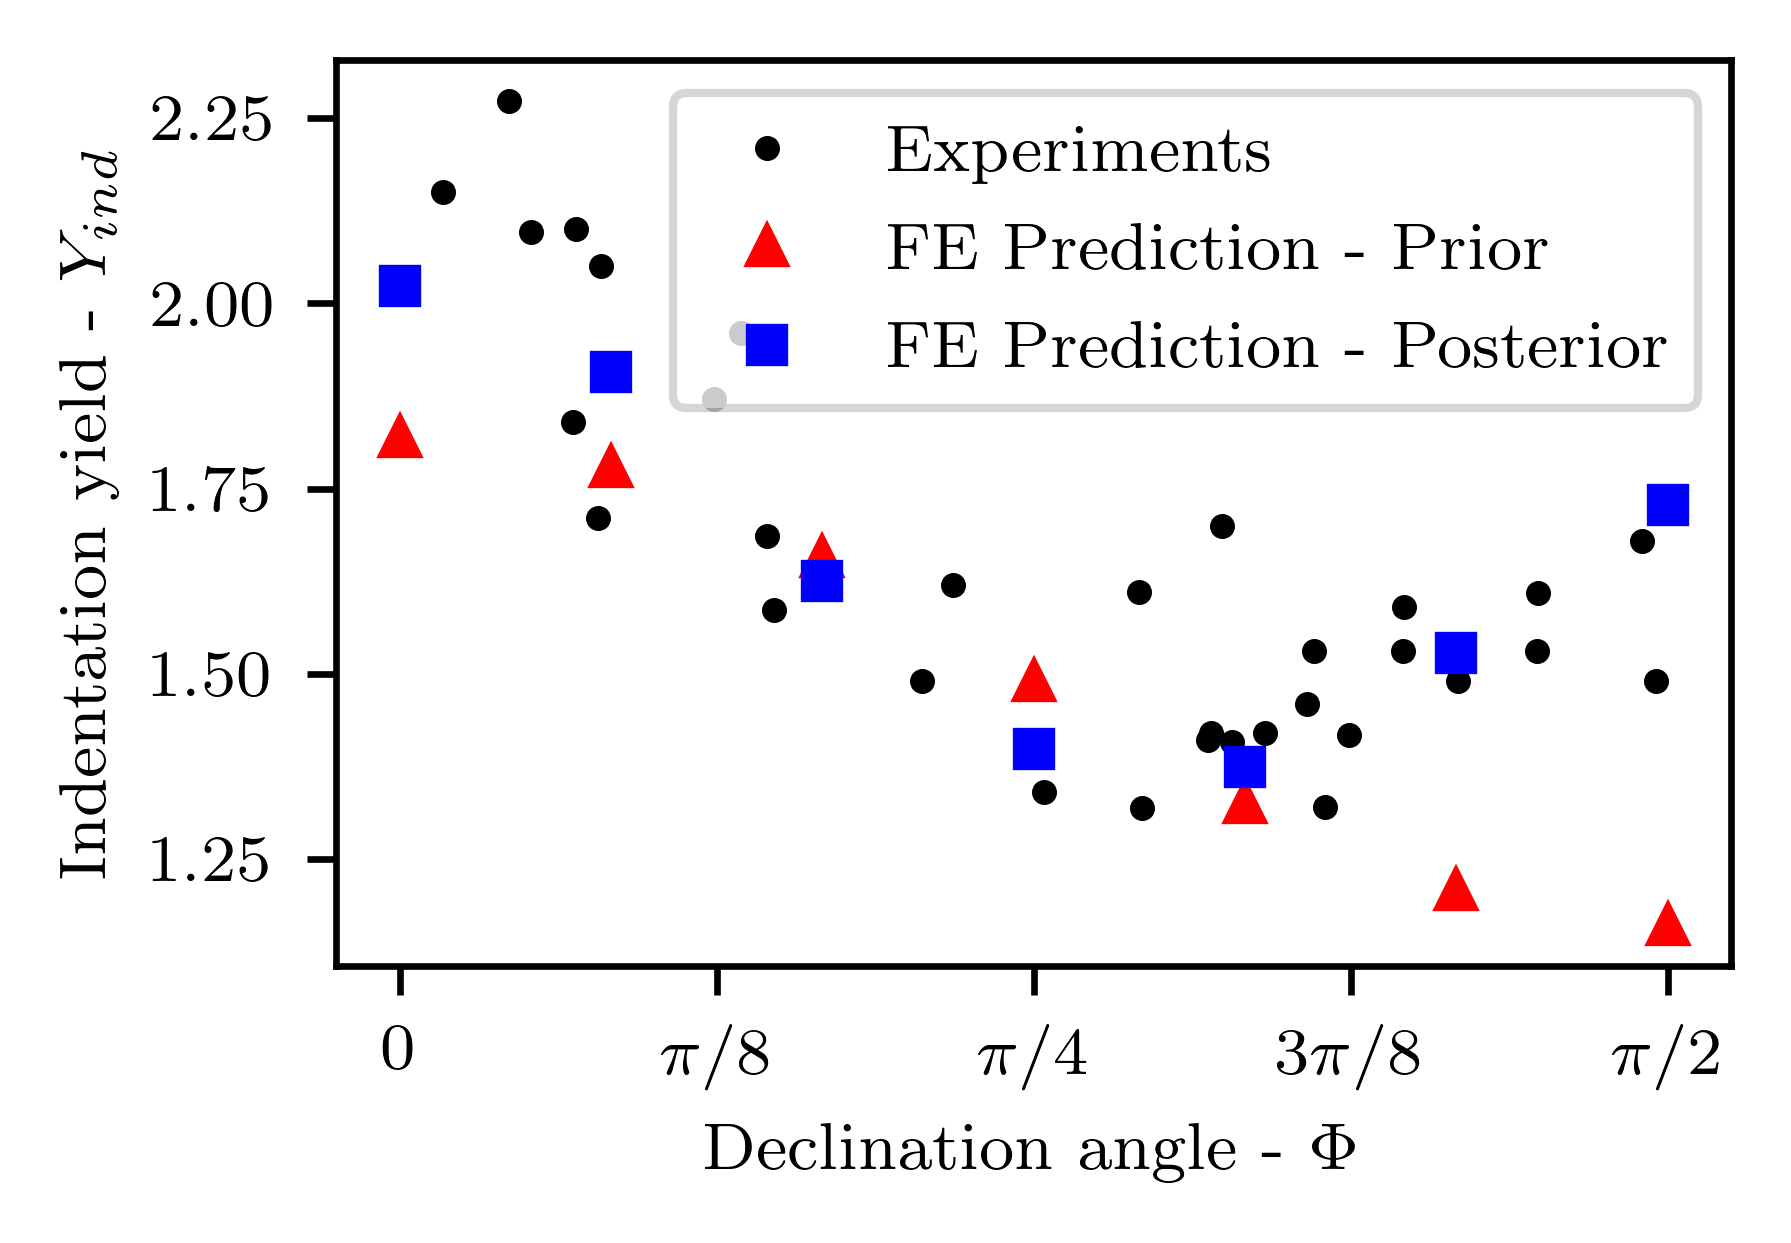 Indentation yield - Y_ind
2.25
2.00
1.75
1.50
1.25
Experiments
FE Prediction - Prior
FE Prediction - Posterior
0 π/8 π/4 3π/8 π/2
Declination angle - Φ